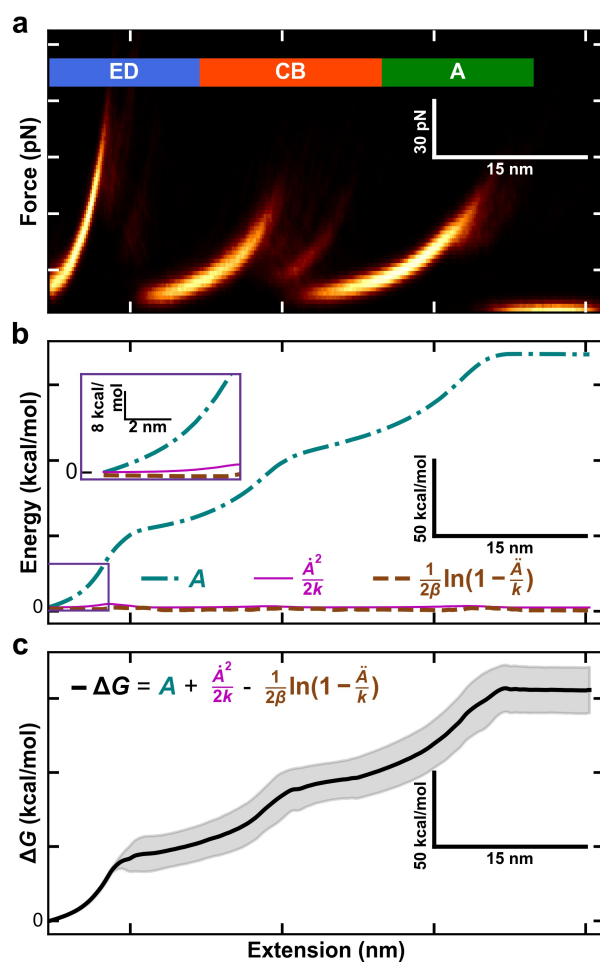 a
ED CB A
Force (pN)
30 pN
15 nm
b
8 kcal/
mol
2 nm
0
Energy (kcal/mol)
50 kcal/mol
15 nm
A Ȧ²/2k 1/2β ln(1 − Ä/k)
0
c
ΔG = A + Ȧ²/2k - 1/2β ln(1 − Ä/k)
ΔG (kcal/mol)
50 kcal/mol
15 nm
0
Extension (nm)